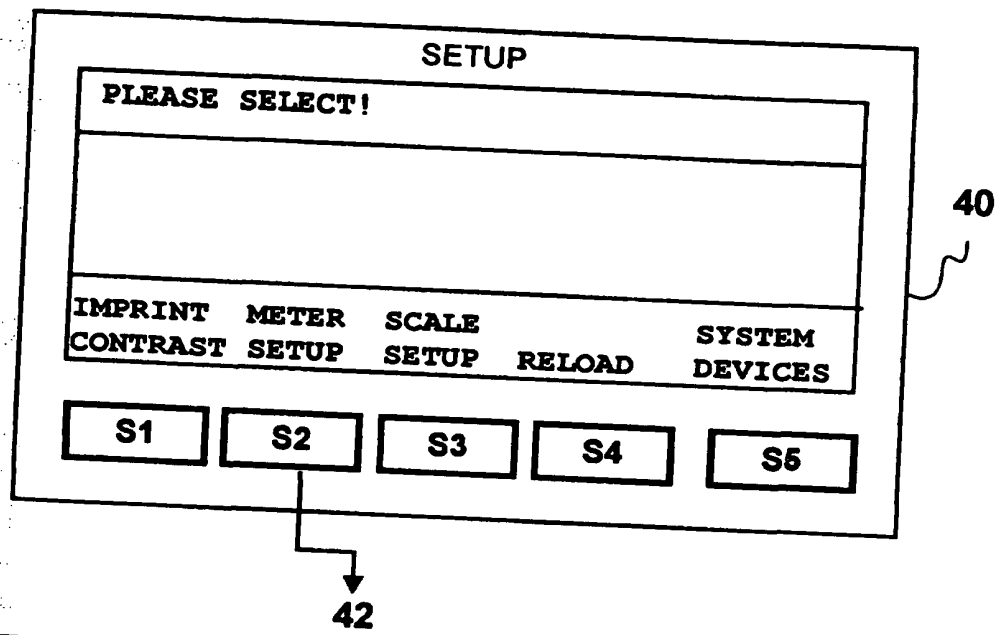 SETUP
PLEASE SELECT!
IMPRINT METER SCALE SYSTEM
CONTRAST SETUP SETUP RELOAD DEVICES
S1 S2 S3 S4 S5
40
42